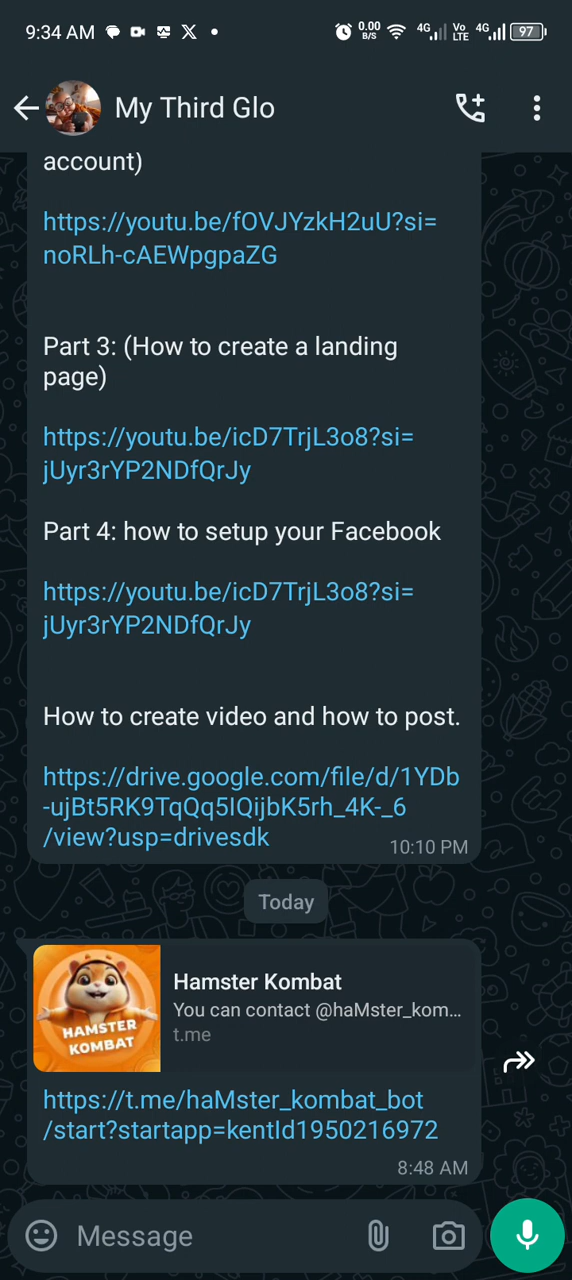 9:34 AM
0.00
B/S
4G
Vo
LTE
4G
97
My Third Glo
account)
https://youtu.be/fOVJYzkH2uU?si=
noRLh-cAEWpgpaZG
Part 3: (How to create a landing
page)
https://youtu.be/icD7TrjL3o8?si=
jUyr3rYP2NDfQrJy
Part 4: how to setup your Facebook
https://youtu.be/icD7TrjL3o8?si=
jUyr3rYP2NDfQrJy
How to create video and how to post.
https://drive.google.com/file/d/1YDb
-ujBt5RK9TqQq5IQijbK5rh_4K-_6
/view?usp=drivesdk
10:10 PM
Today
HAMSTER
KOMBAT
Hamster Kombat
You can contact @haMster_kom...
t.me
https://t.me/haMster_kombat_bot
/start?startapp=kentId1950216972
8:48 AM
Message